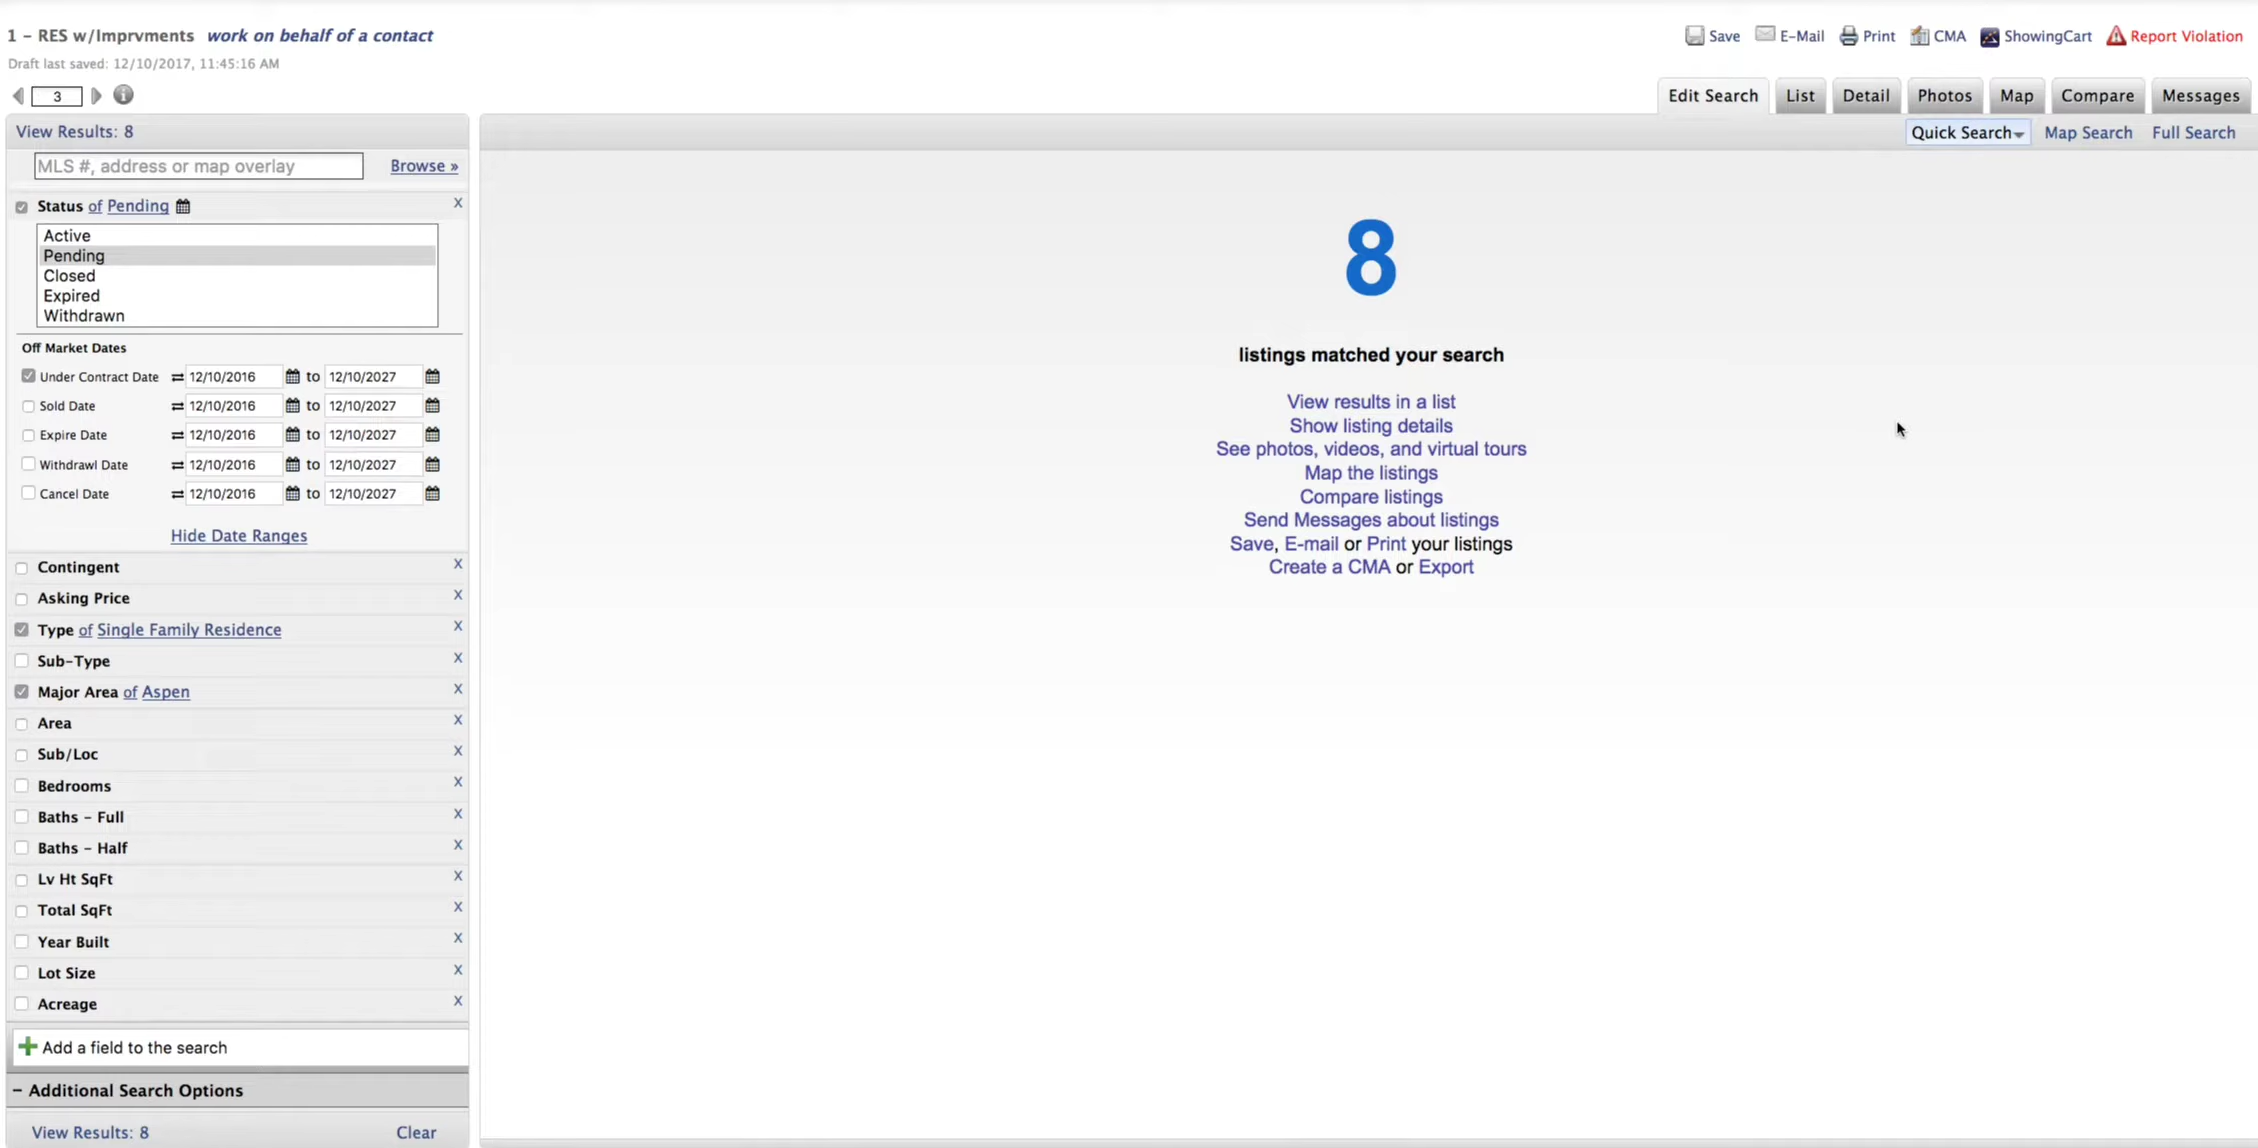 1 - RES w/Imprvments work on behalf of a contact
Save E-Mail Print CMA ShowingCart Report Violation
Draft last saved: 12/10/2017, 11:45:16 AM
3
Edit Search List Detail Photos Map Compare Messages
View Results: 8
Quick Search Map Search Full Search
MLS #, address or map overlay Browse »
Status of Pending X
Active
Pending
Closed
Expired
Withdrawn
Off Market Dates
Under Contract Date 12/10/2016 to 12/10/2027
Sold Date 12/10/2016 to 12/10/2027
Expire Date 12/10/2016 to 12/10/2027
Withdrawl Date 12/10/2016 to 12/10/2027
Cancel Date 12/10/2016 to 12/10/2027
Hide Date Ranges
Contingent X
Asking Price X
Type of Single Family Residence X
Sub-Type X
Major Area of Aspen X
Area X
Sub/Loc X
Bedrooms X
Baths - Full X
Baths - Half X
Lv Ht SqFt X
Total SqFt X
Year Built X
Lot Size X
Acreage X
Add a field to the search
- Additional Search Options
View Results: 8 Clear
8
listings matched your search
View results in a list
Show listing details
See photos, videos, and virtual tours
Map the listings
Compare listings
Send Messages about listings
Save, E-mail or Print your listings
Create a CMA or Export